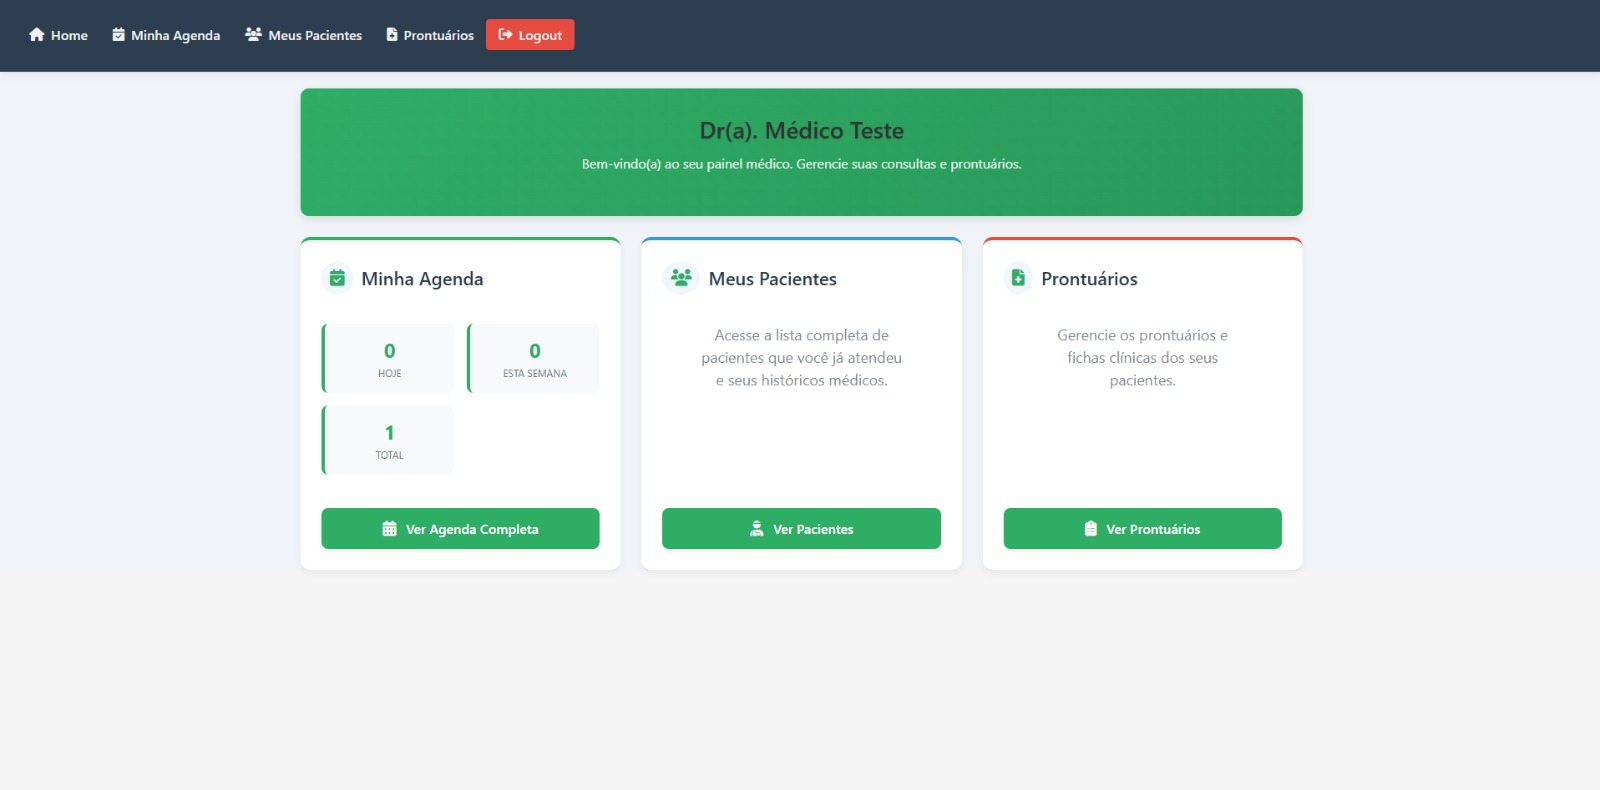 Home Minha Agenda Meus Pacientes Prontuários Logout
Dr(a). Médico Teste
Bem-vindo(a) ao seu painel médico. Gerencie suas consultas e prontuários.
Minha Agenda
0
HOJE
0
ESTA SEMANA
1
TOTAL
Ver Agenda Completa
Meus Pacientes
Acesse a lista completa de
pacientes que você já atendeu
e seus históricos médicos.
Ver Pacientes
Prontuários
Gerencie os prontuários e
fichas clínicas dos seus
pacientes.
Ver Prontuários